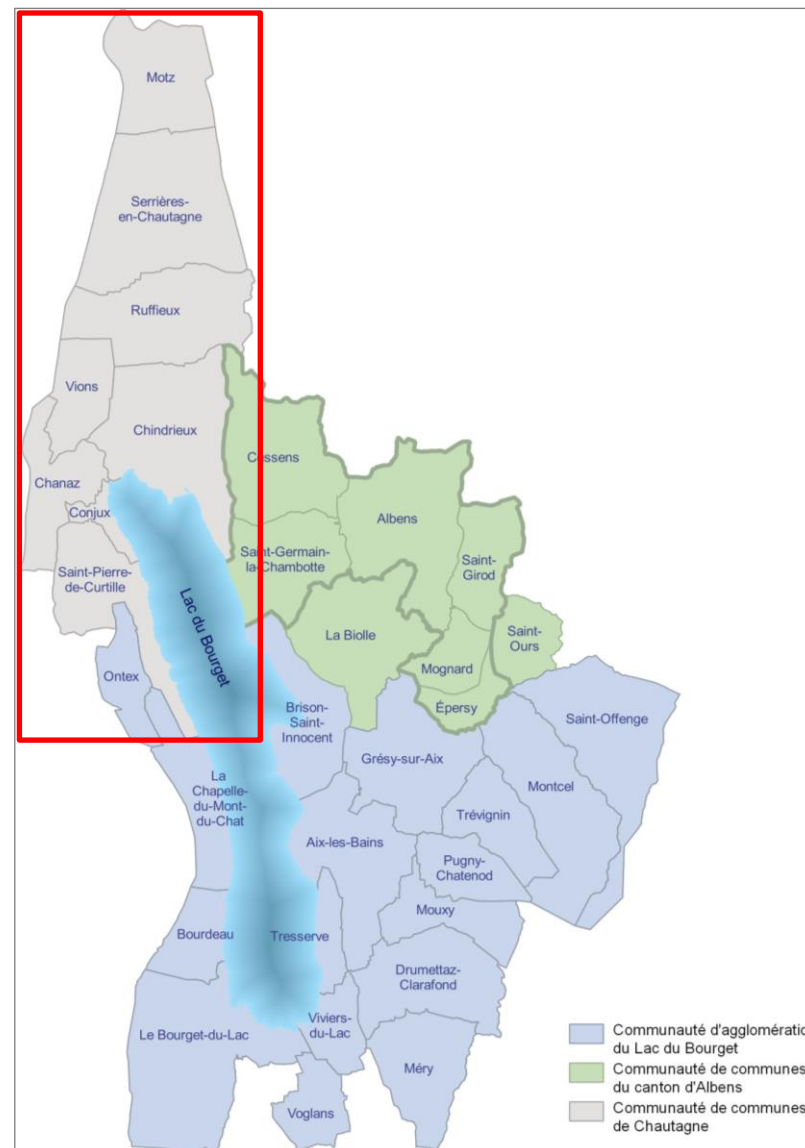 Motz
Serrières-
en-Chautagne
Ruffieux
Vions
Chindrieux
Cessens
Chanaz
Albens
Conjux
Saint-Germain-
la-Chambotte
Saint-
Girod
Saint-Pierre-
de-Curtille
Lac du Bourget
La Biolle
Saint-
Ours
Mognard
Ontex
Épersy
Brison-
Saint-
Innocent
Saint-Offenge
Grésy-sur-Aix
La
Chapelle-
du-Mont-
du-Chat
Montcel
Trévignin
Aix-les-Bains
Pugny-
Chatenod
Mouxy
Bourdeau
Tresserve
Drumettaz-
Clarafond
Le Bourget-du-Lac
Viviers-
du-Lac
Méry
Voglans
Communauté d'agglomératio
du Lac du Bourget
Communauté de communes
du canton d'Albens
Communauté de communes
de Chautagne